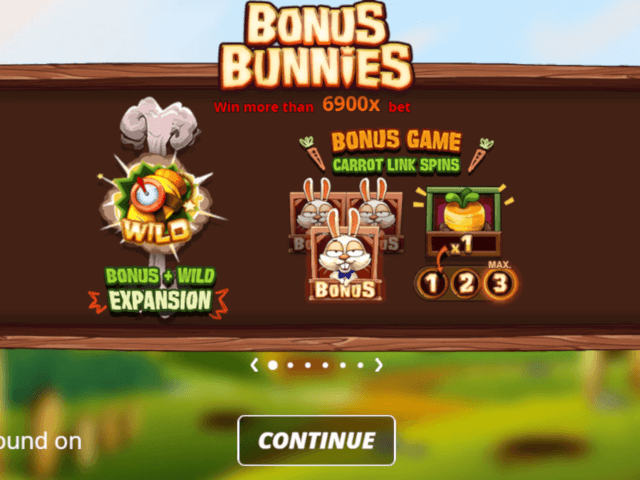 BONUS
BUNNIES
Win more than 6900x bet
WILD
BONUS + WILD
EXPANSION
BONUS GAME
CARROT LINK SPINS
BONUS
x1
MAX.
1 2 3
ound on
CONTINUE